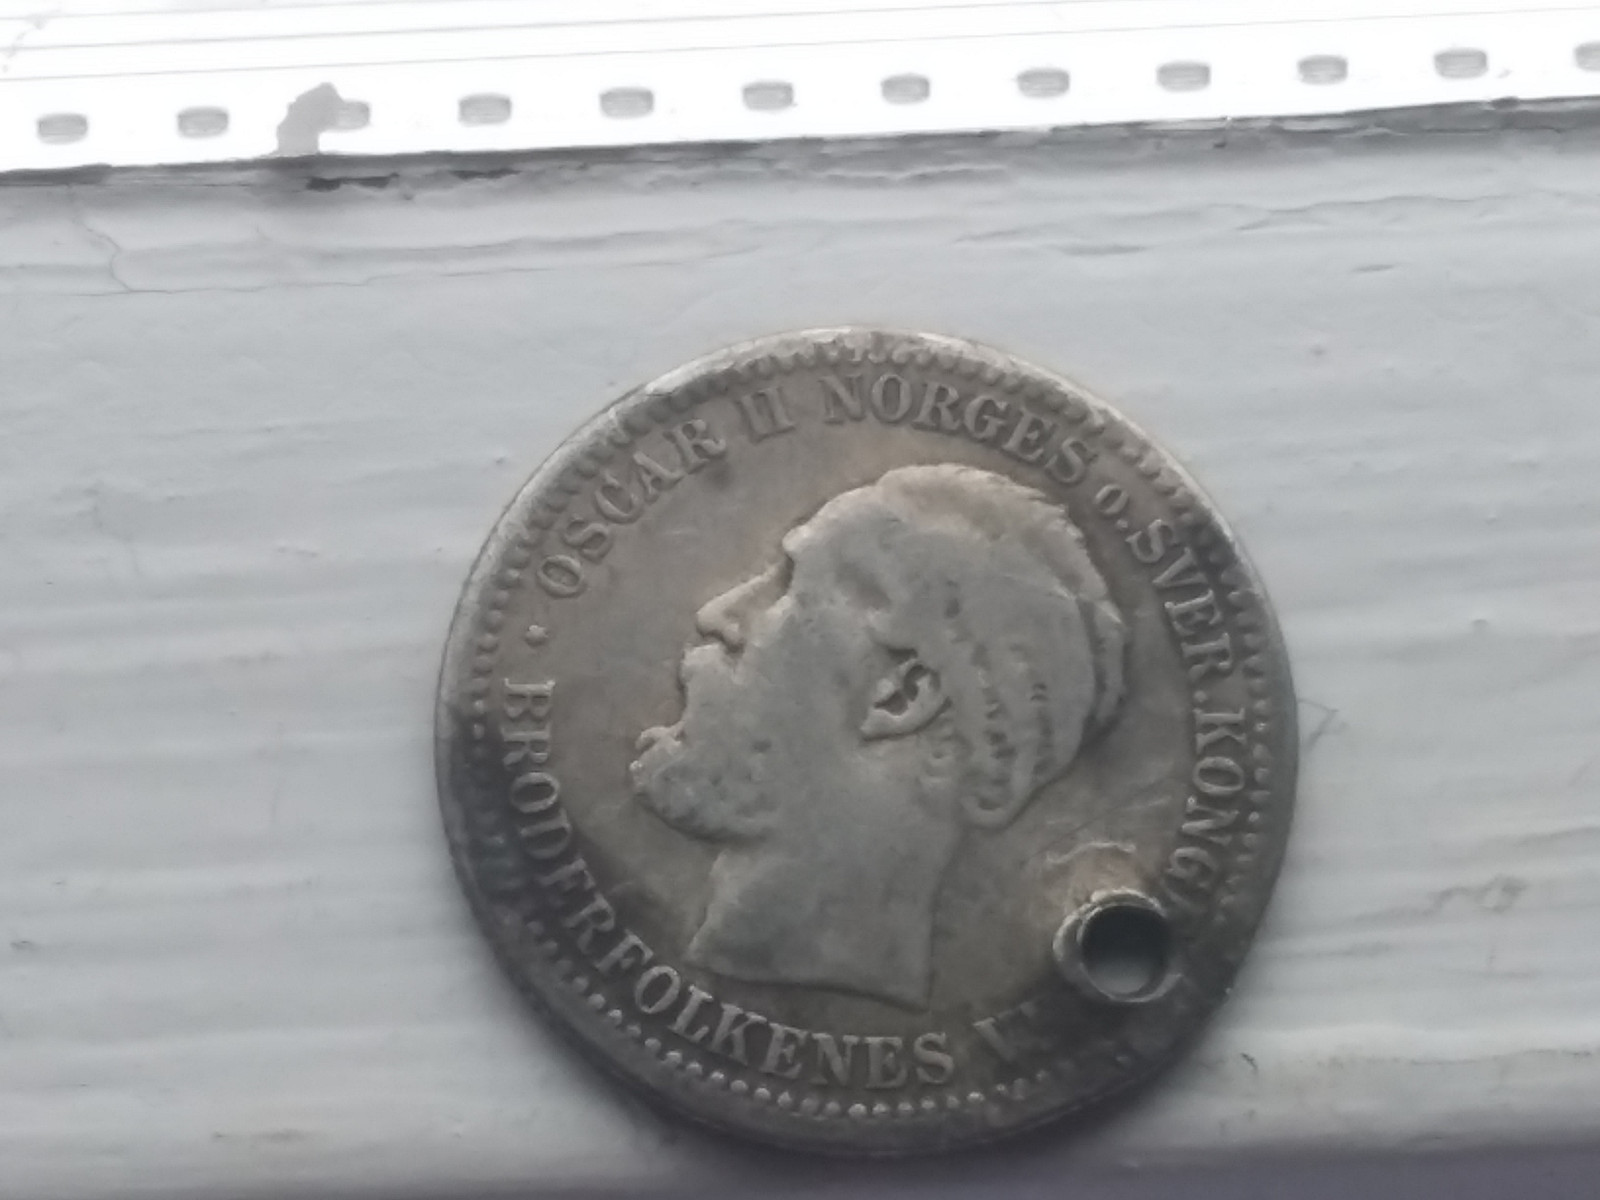 OSCAR II NORGES O. SVER. KONGE
BRODERFOLKENES